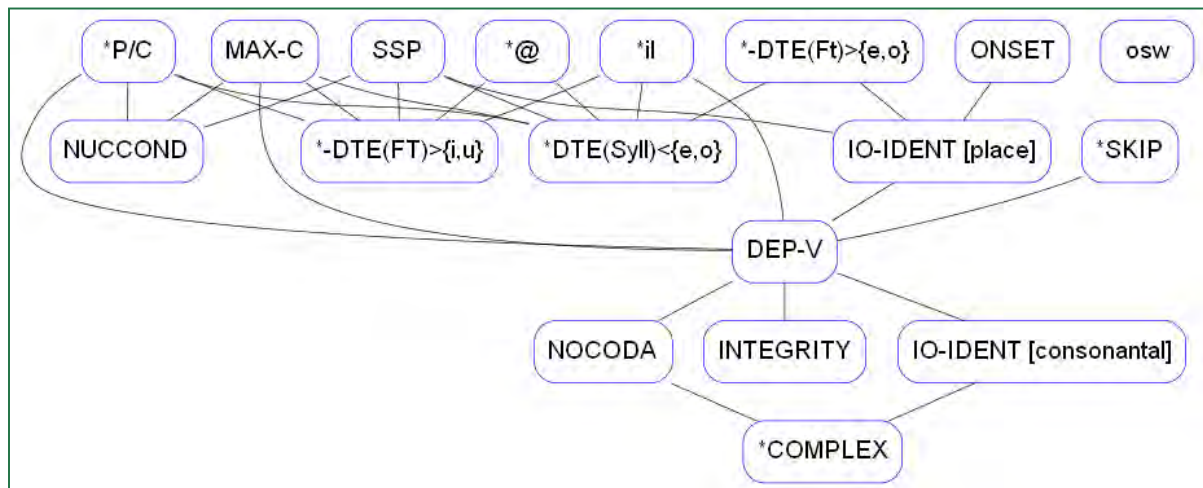 *P/C MAX-C SSP *@ *il *-DTE(Ft)>{e,o} ONSET osw
NUCCOND *-DTE(FT)>{i,u} *DTE(Syll)<{e,o} IO-IDENT [place] *SKIP
DEP-V
NOCODA INTEGRITY IO-IDENT [consonantal]
*COMPLEX